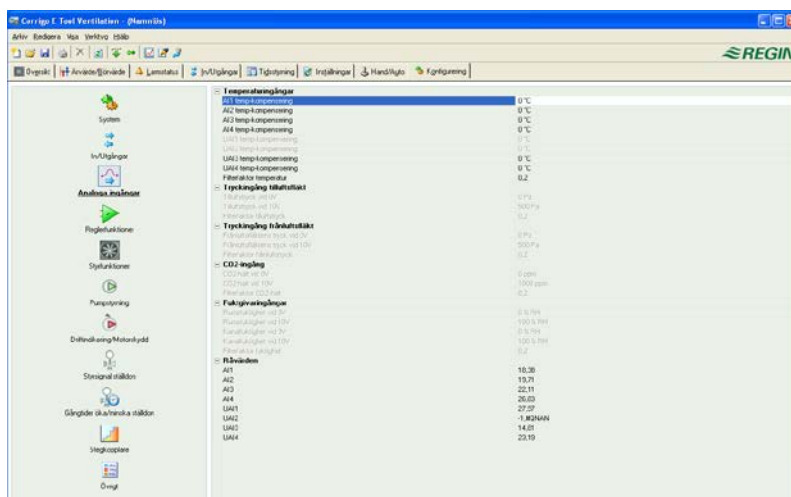 Corrigo E Tool Ventilation - (Namnlös)
Arkiv Redigera Visa Verktyg Hjälp
REGIN
Översikt Ärvärde/Börvärde Larmstatus In/Utgångar Tidsstyrning Inställningar Hand/Auto Konfigurering
System
In/Utgångar
Analoga ingångar
Reglerfunktioner
Styrfunktioner
Pumpstyrning
Driftindikering/Motorskydd
Styrsignal ställdon
Gångtider öka/minska ställdon
Stegkopplare
Övrigt
Temperaturingångar
AI1 temp-kompensering 0 °C
AI2 temp-kompensering 0 °C
AI3 temp-kompensering 0 °C
AI4 temp-kompensering 0 °C
UAI1 temp-kompensering 0 °C
UAI2 temp-kompensering 0 °C
UAI3 temp-kompensering 0 °C
UAI4 temp-kompensering 0 °C
Filterfaktor temperatur 0,2
Tryckingång tilluftsfläkt
Tilluftstryck vid 0V 0 Pa
Tilluftstryck vid 10V 500 Pa
Filterfaktor tilluftstryck 0,2
Tryckingång frånluftsfläkt
Frånluftsfläktens tryck vid 0V 0 Pa
Frånluftsfläktens tryck vid 10V 500 Pa
Filterfaktor frånluftstryck 0,2
CO2-ingång
CO2 halt vid 0V 0 ppm
CO2 halt vid 10V 1000 ppm
Filterfaktor CO2 halt 0,2
Fuktgivaringångar
Rumsfuktighet vid 0V 0 % RH
Rumsfuktighet vid 10V 100 % RH
Kanalfuktighet vid 0V 0 % RH
Kanalfuktighet vid 10V 100 % RH
Filterfaktor fuktighet 0,2
Råvärden
AI1 18,38
AI2 19,71
AI3 22,11
AI4 26,03
UAI1 27,57
UAI2 -1,#QNAN
UAI3 14,81
UAI4 23,19